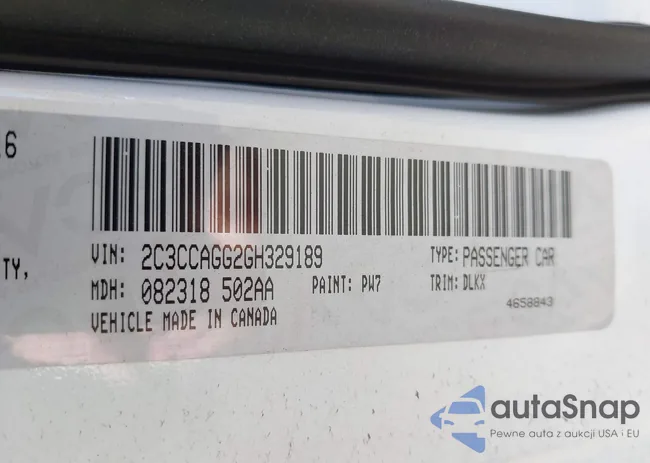 16
TY,
VIN: 2C3CCAGG2GH329189
TYPE: PASSENGER CAR
MDH: 082318 502AA
PAINT: PW7
TRIM: DLKX
VEHICLE MADE IN CANADA
4658843
autaSnap
Pewne auta z aukcji USA i EU